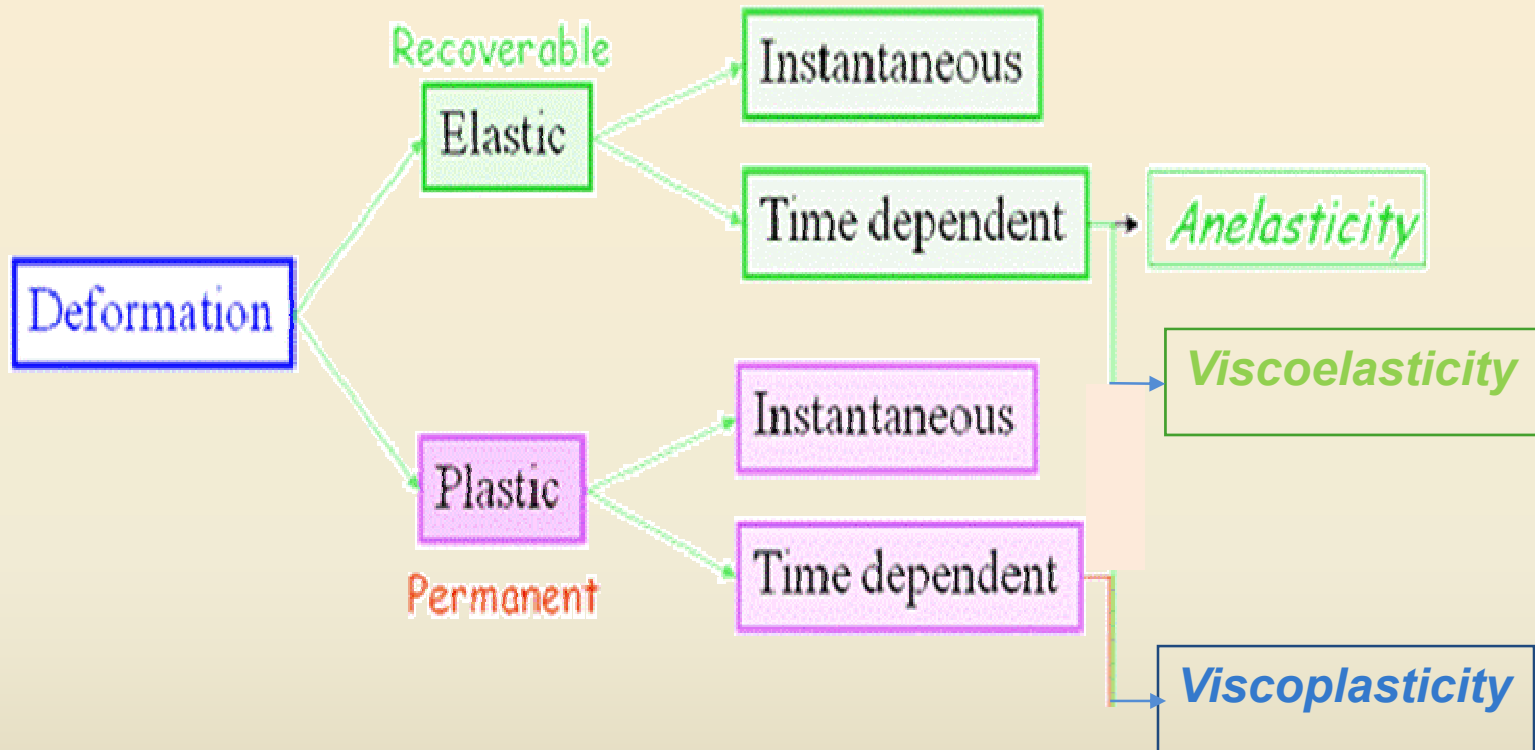 Recoverable
Instantaneous
Elastic
Time dependent
Anelasticity
Deformation
Viscoelasticity
Instantaneous
Plastic
Time dependent
Permanent
Viscoplasticity